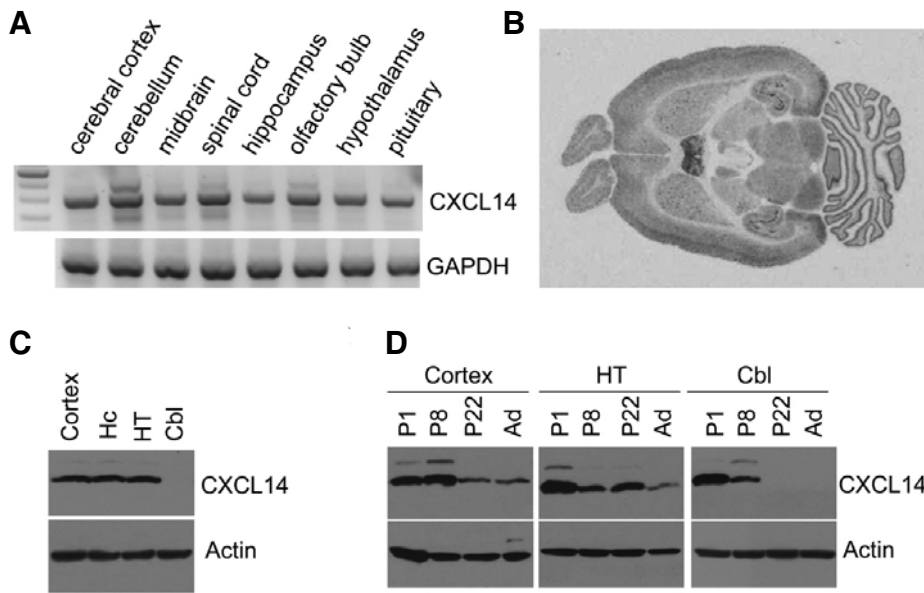 A
cerebral cortex
cerebellum
midbrain
spinal cord
hippocampus
olfactory bulb
hypothalamus
pituitary
CXCL14
GAPDH
B
C
Cortex Hc HT Cbl
CXCL14
Actin
D
Cortex HT Cbl
P1 P8 P22 Ad P1 P8 P22 Ad P1 P8 P22 Ad
CXCL14
Actin